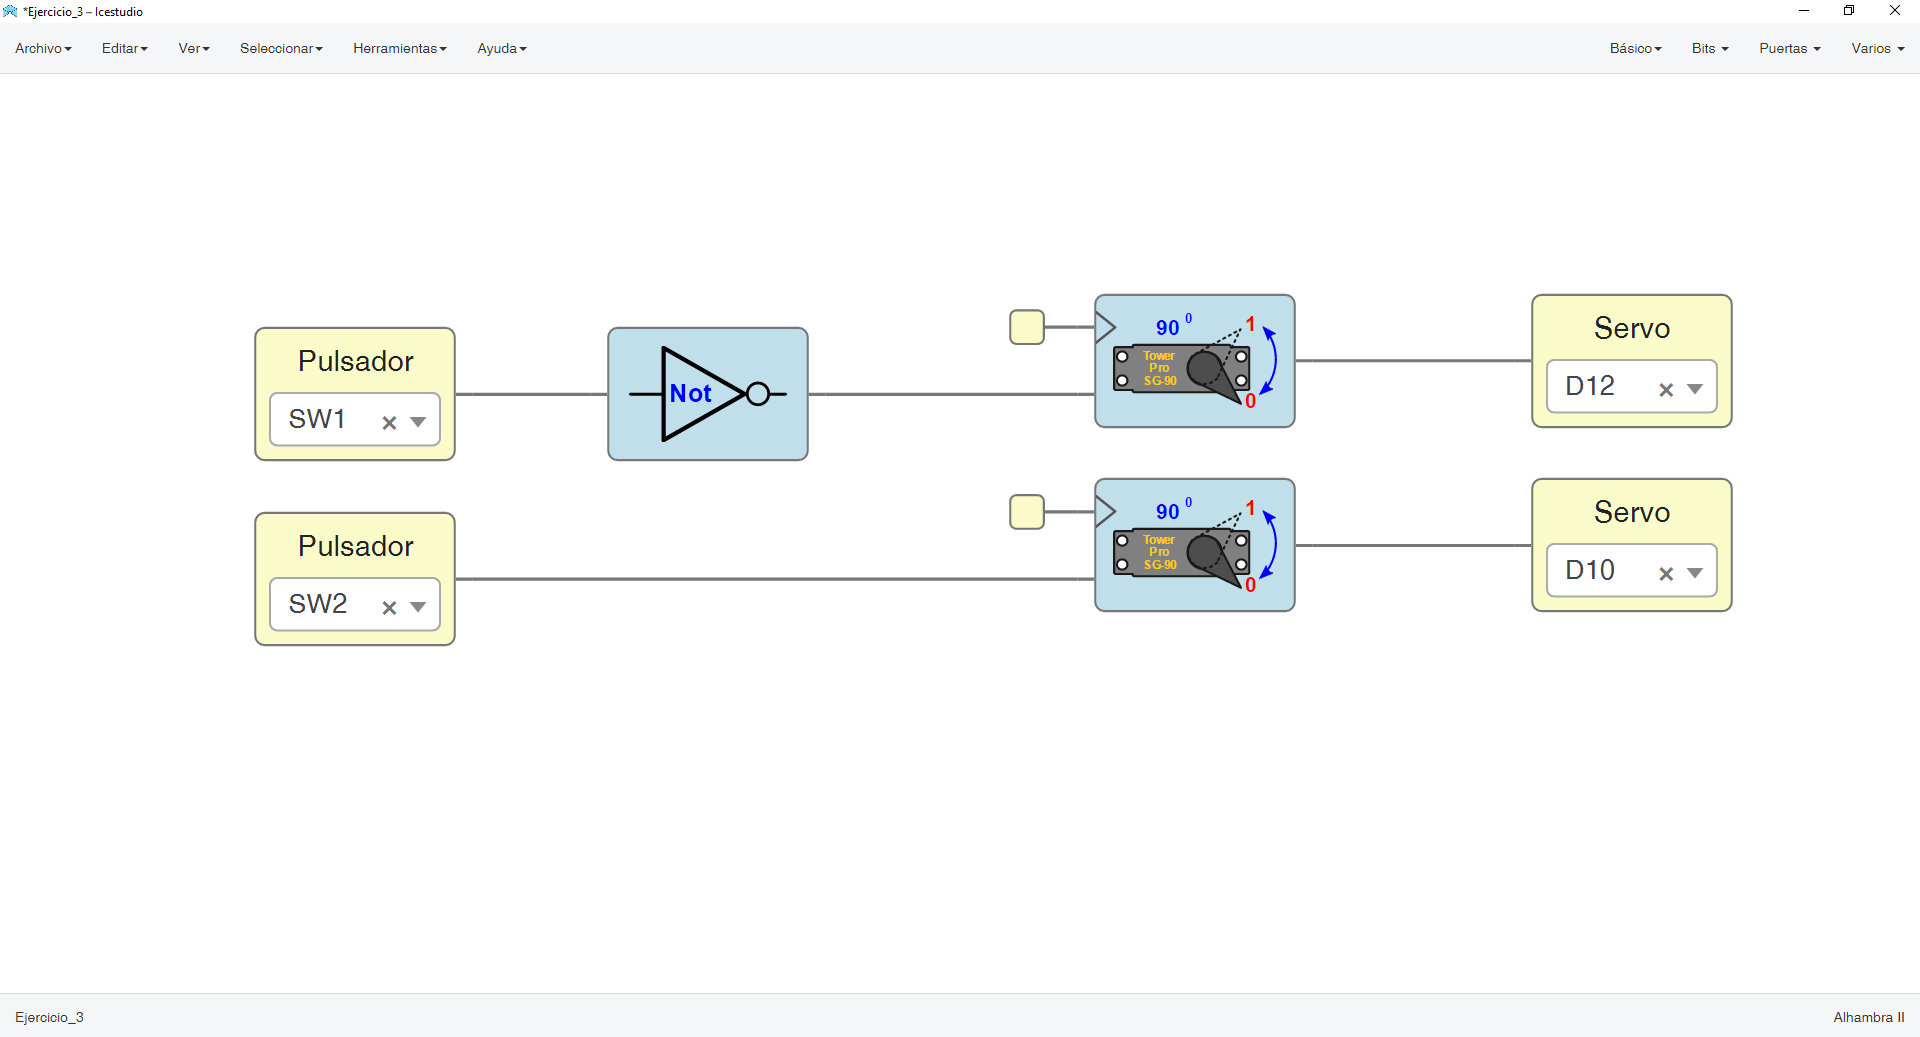 *Ejercicio_3 – Icestudio
Archivo Editar Ver Seleccionar Herramientas Ayuda Básico Bits Puertas Varios
Pulsador
SW1
Not
90 0
1
Tower
Pro
SG-90
0
Servo
D12
Pulsador
SW2
90 0
1
Tower
Pro
SG-90
0
Servo
D10
Ejercicio_3 Alhambra II